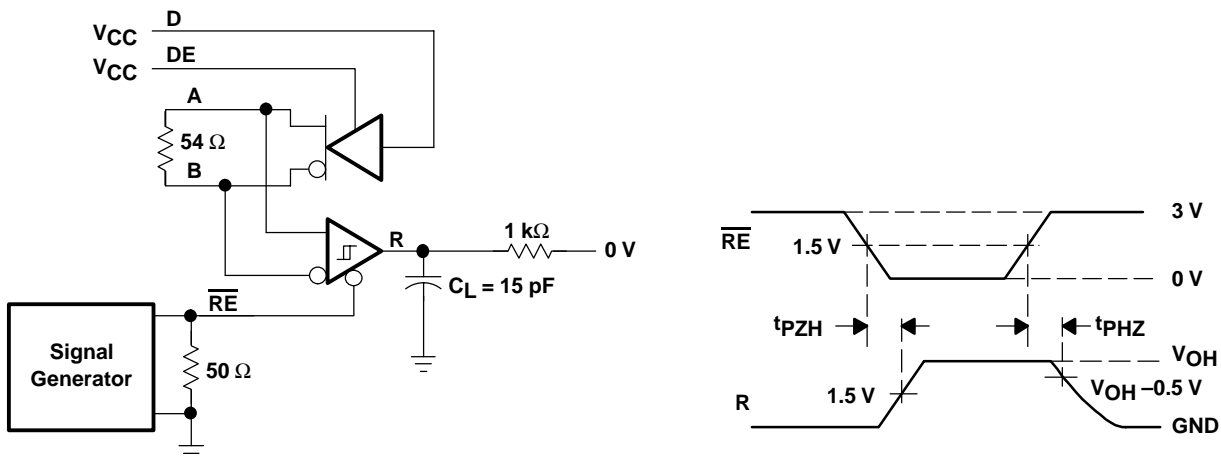 VCC D
VCC DE
A
54 Ω
B
R
1 kΩ
0 V
CL = 15 pF
RE
Signal
Generator
50 Ω
3 V
RE
1.5 V
0 V
tPZH
tPHZ
VOH
VOH –0.5 V
R
1.5 V
GND